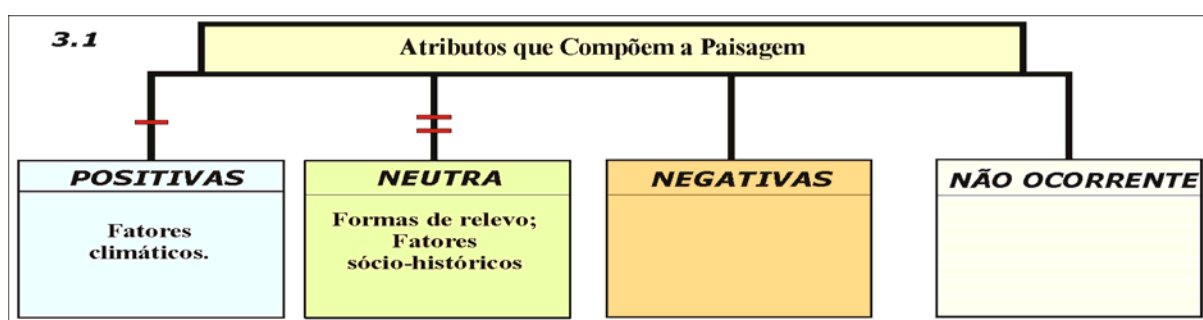 3.1
Atributos que Compõem a Paisagem
POSITIVAS
Fatores
climáticos.
NEUTRA
Formas de relevo;
Fatores
sócio-históricos
NEGATIVAS
NÃO OCORRENTE